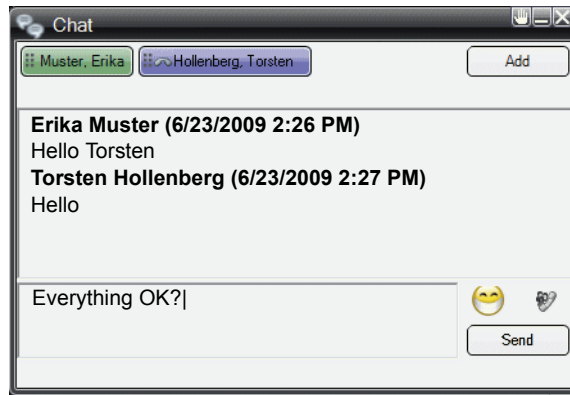 Chat
Muster, Erika
Hollenberg, Torsten
Add
Erika Muster (6/23/2009 2:26 PM)
Hello Torsten
Torsten Hollenberg (6/23/2009 2:27 PM)
Hello
Everything OK?
Send